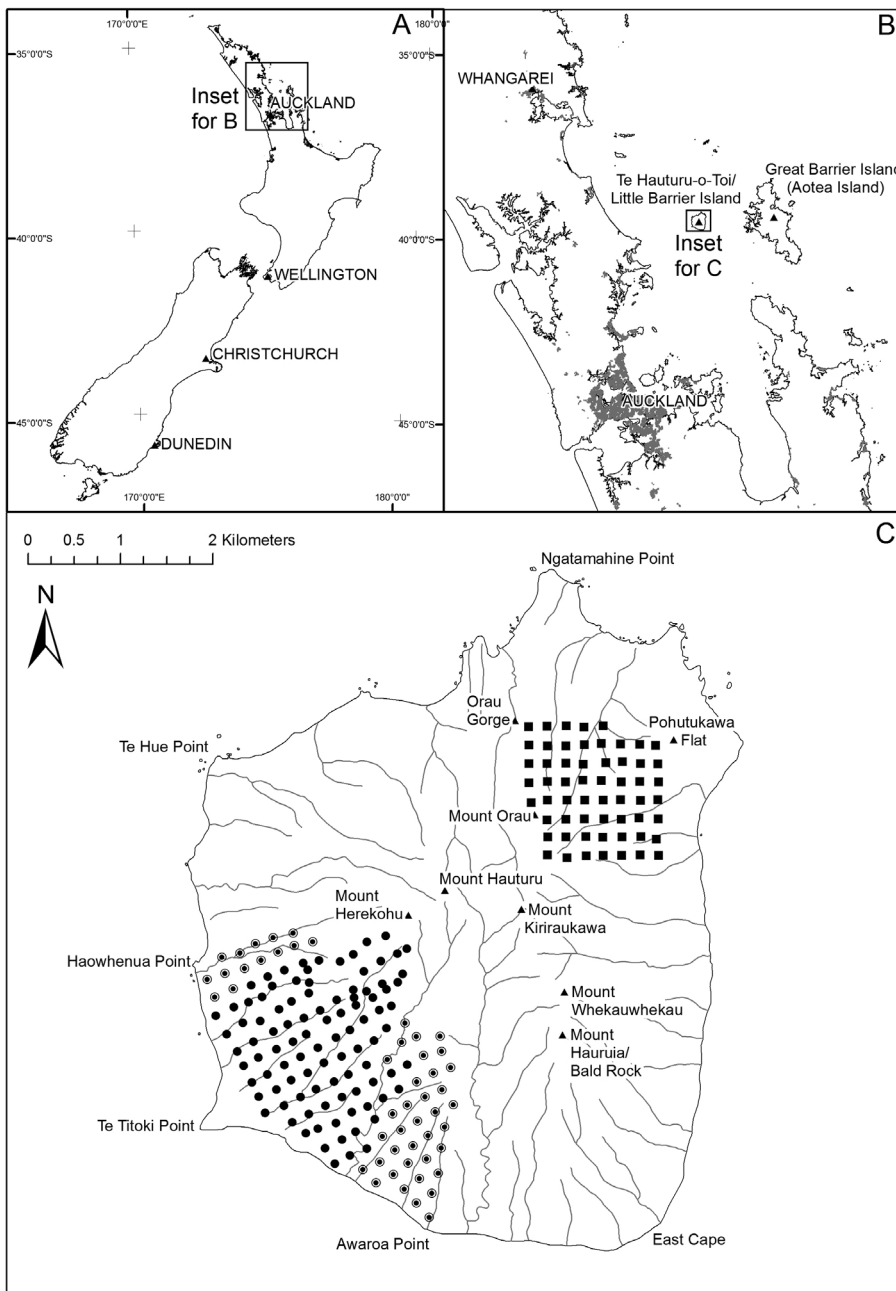 170°0'0"E
A
35°0'0"S
AUCKLAND
Inset
for B
40°0'0"S
WELLINGTON
CHRISTCHURCH
45°0'0"S
DUNEDIN
170°0'0"E
180°0'0"
180°0'0"
B
35°0'0"S
WHANGAREI
Te Hauturu-o-Toi/
Little Barrier Island
Great Barrier Island
(Aotea Island)
40°0'0"S
Inset
for C
AUCKLAND
45°0'0"S
C
0 0.5 1 2 Kilometers
N
Ngatamahine Point
Orau
Gorge
Pohutukawa
Flat
Te Hue Point
Mount Orau
Mount Hauturu
Mount
Herekohu
Mount
Kiriraukawa
Haowhenua Point
Mount
Whekauwhekau
Mount
Hauruia/
Bald Rock
Te Titoki Point
Awaroa Point
East Cape